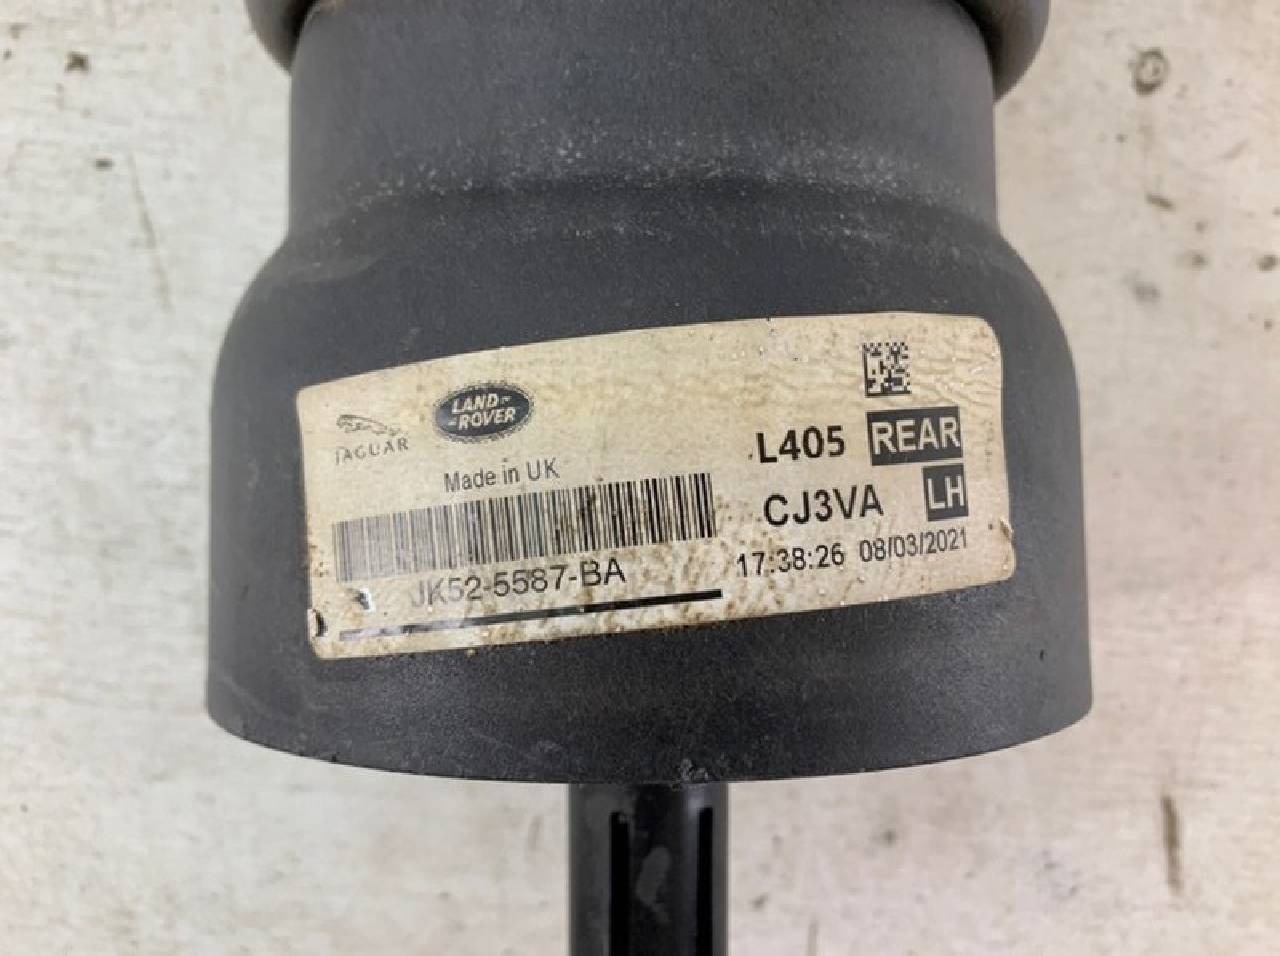 JAGUAR
LAND-
-ROVER
Made in UK
JK52-5587-BA
L405 REAR
CJ3VA LH
17:38:26 08/03/2021